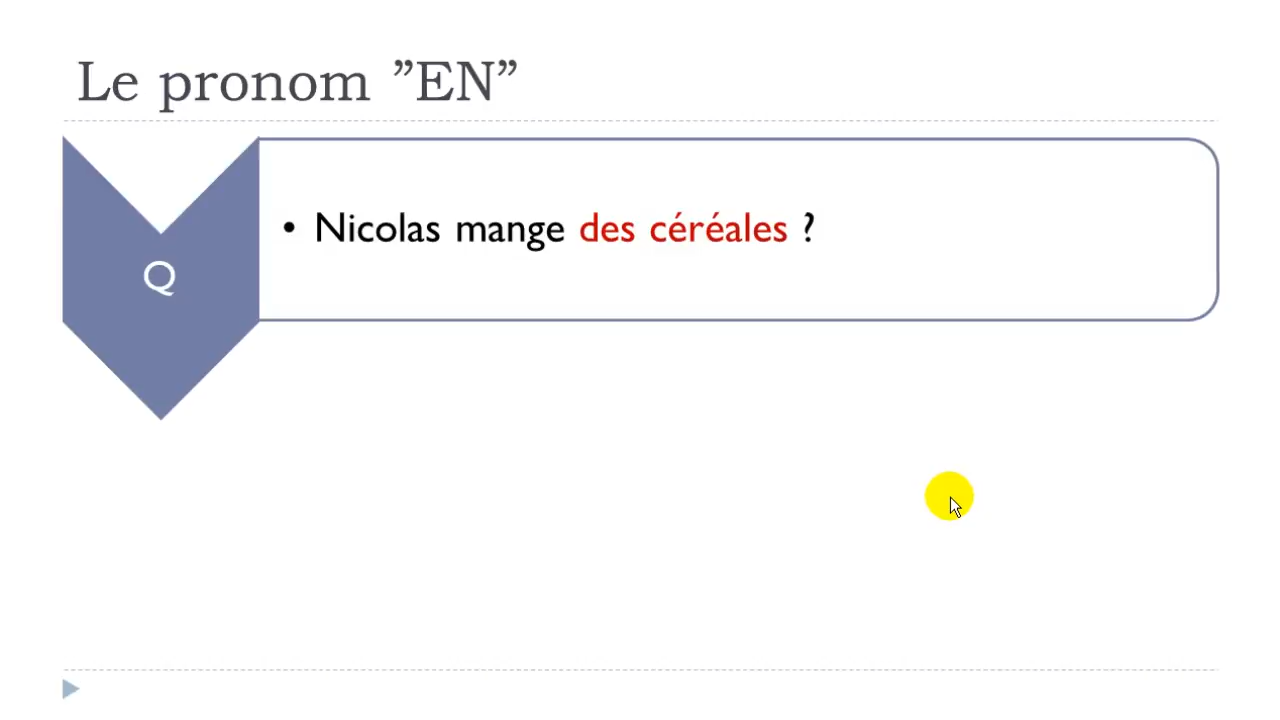 Le pronom ”EN”
Q
• Nicolas mange des céréales ?